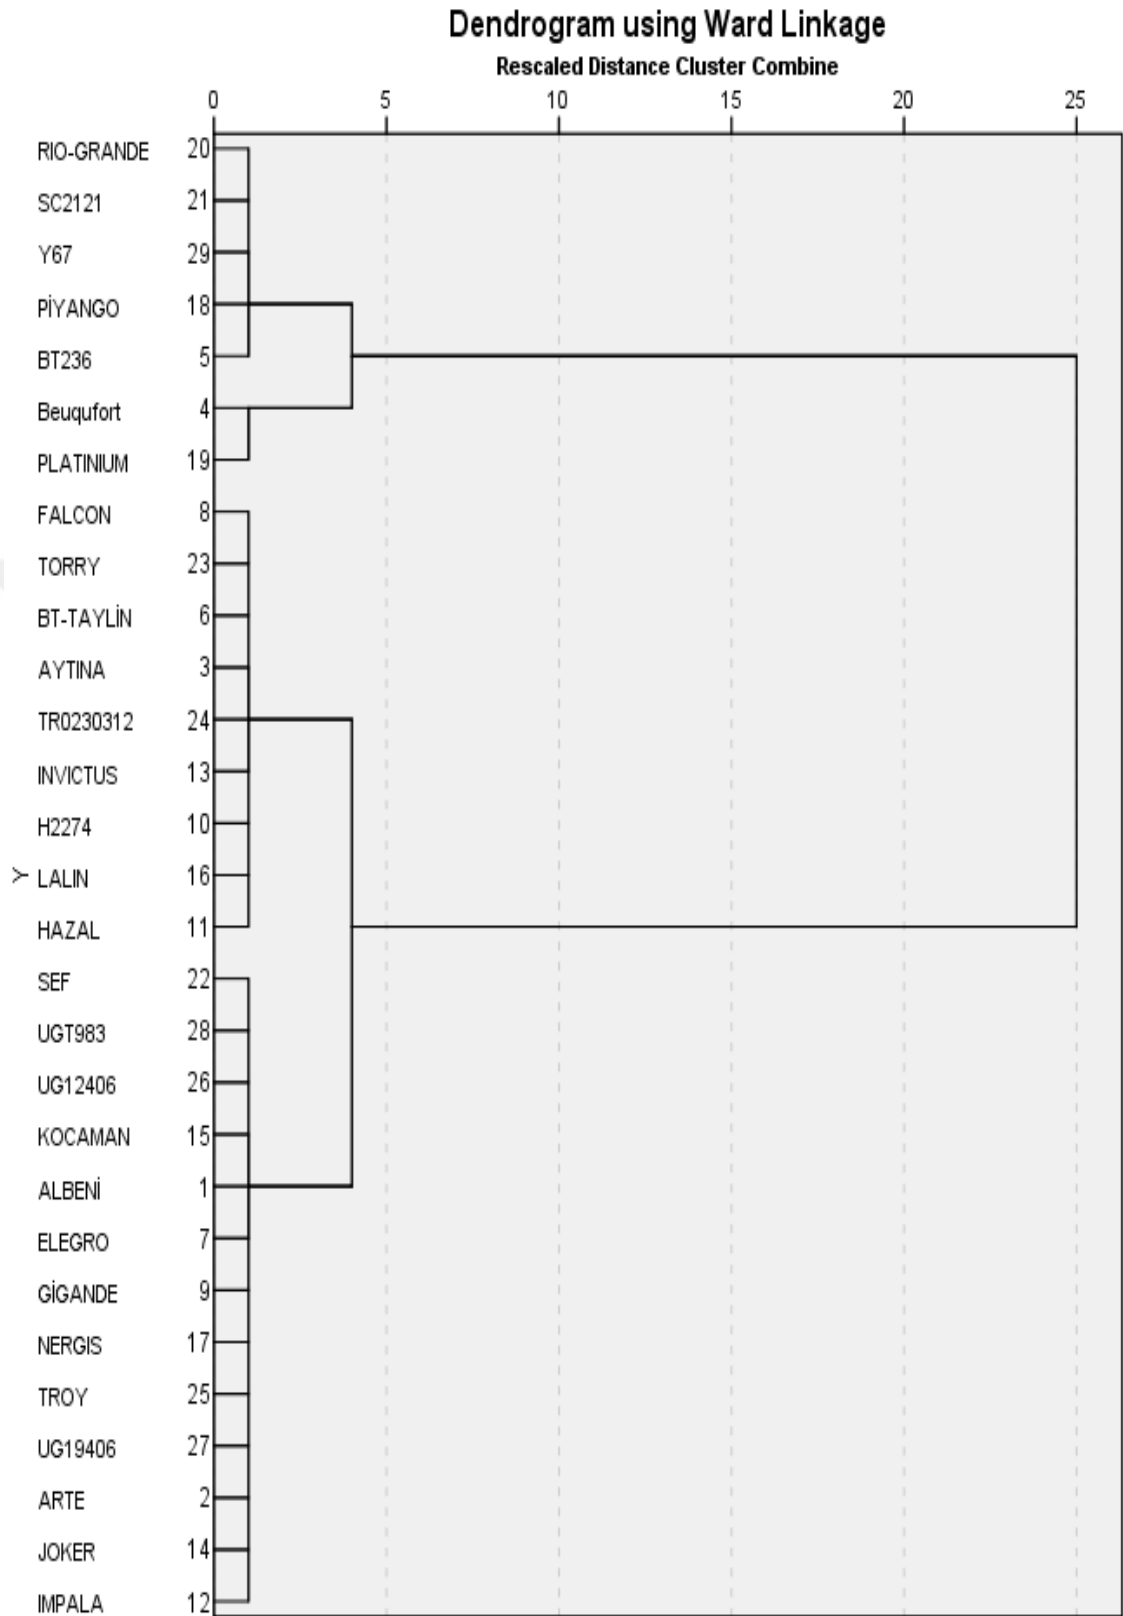 Dendrogram using Ward Linkage
Rescaled Distance Cluster Combine
0 5 10 15 20 25
RIO-GRANDE 20
SC2121 21
Y67 29
PİYANGO 18
BT236 5
Beuqufort 4
PLATINIUM 19
FALCON 8
TORRY 23
BT-TAYLİN 6
AYTINA 3
TR0230312 24
INVICTUS 13
H2274 10
Y
LALIN 16
HAZAL 11
SEF 22
UGT983 28
UG12406 26
KOCAMAN 15
ALBENİ 1
ELEGRO 7
GİGANDE 9
NERGIS 17
TROY 25
UG19406 27
ARTE 2
JOKER 14
IMPALA 12